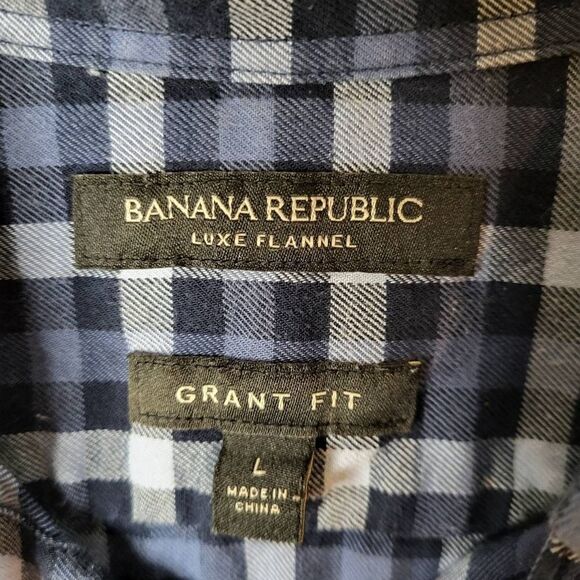 BANANA REPUBLIC
LUXE FLANNEL
GRANT FIT
L
MADE IN
CHINA